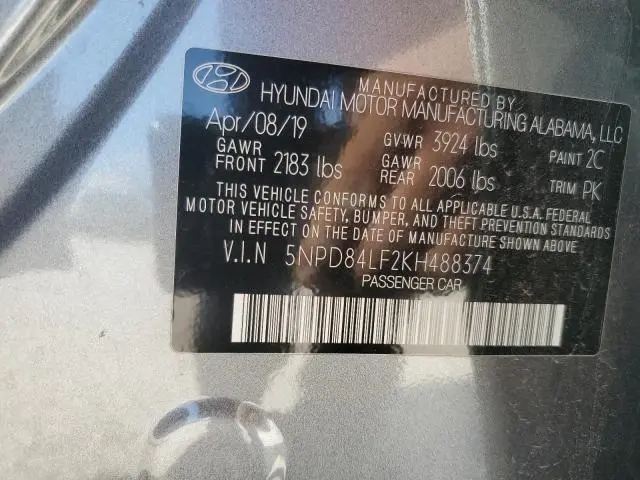 MANUFACTURED BY
HYUNDAI MOTOR MANUFACTURING ALABAMA, LLC
Apr/08/19 GVWR 3924 lbs PAINT 2C
GAWR FRONT 2183 lbs GAWR REAR 2006 lbs TRIM PK
THIS VEHICLE CONFORMS TO ALL APPLICABLE U.S.A. FEDERAL
MOTOR VEHICLE SAFETY, BUMPER, AND THEFT PREVENTION STANDARDS
IN EFFECT ON THE DATE OF MANUFACTURE SHOWN ABOVE.
V.I.N 5NPD84LF2KH488374
PASSENGER CAR